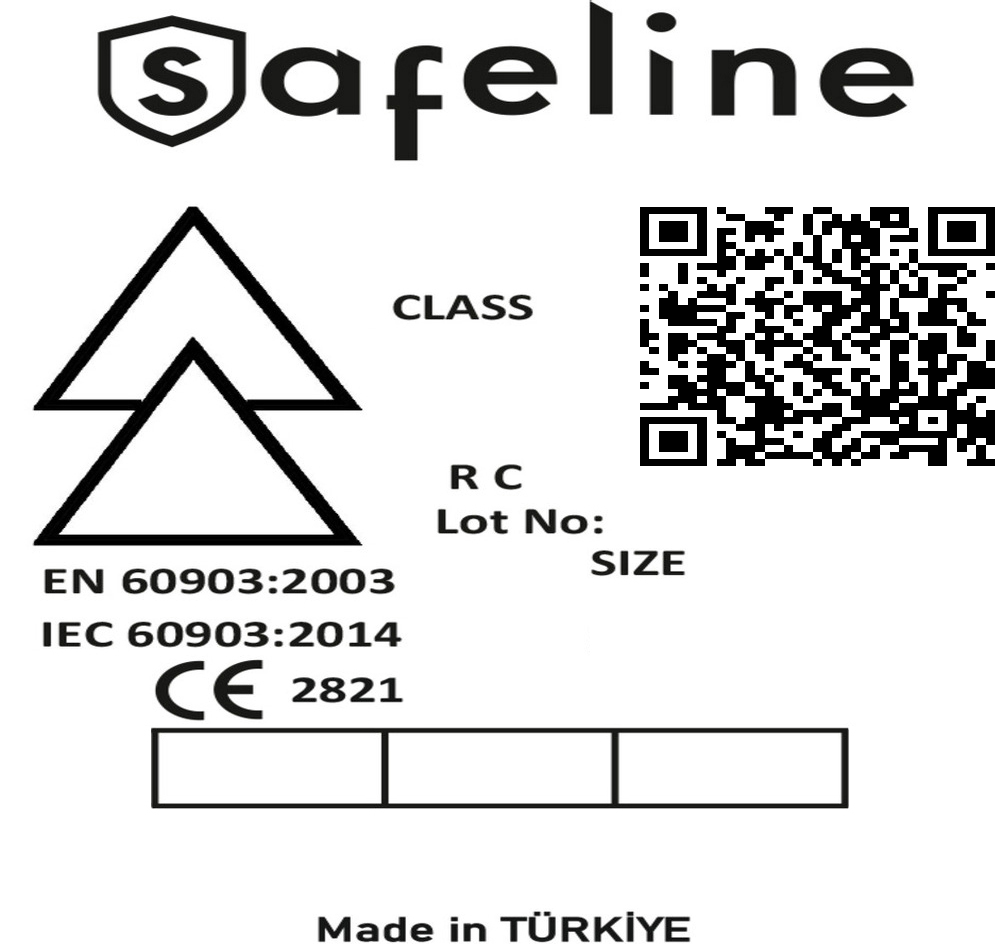 safeline
CLASS
R C
Lot No:
SIZE
EN 60903:2003
IEC 60903:2014
CE 2821
Made in TÜRKİYE